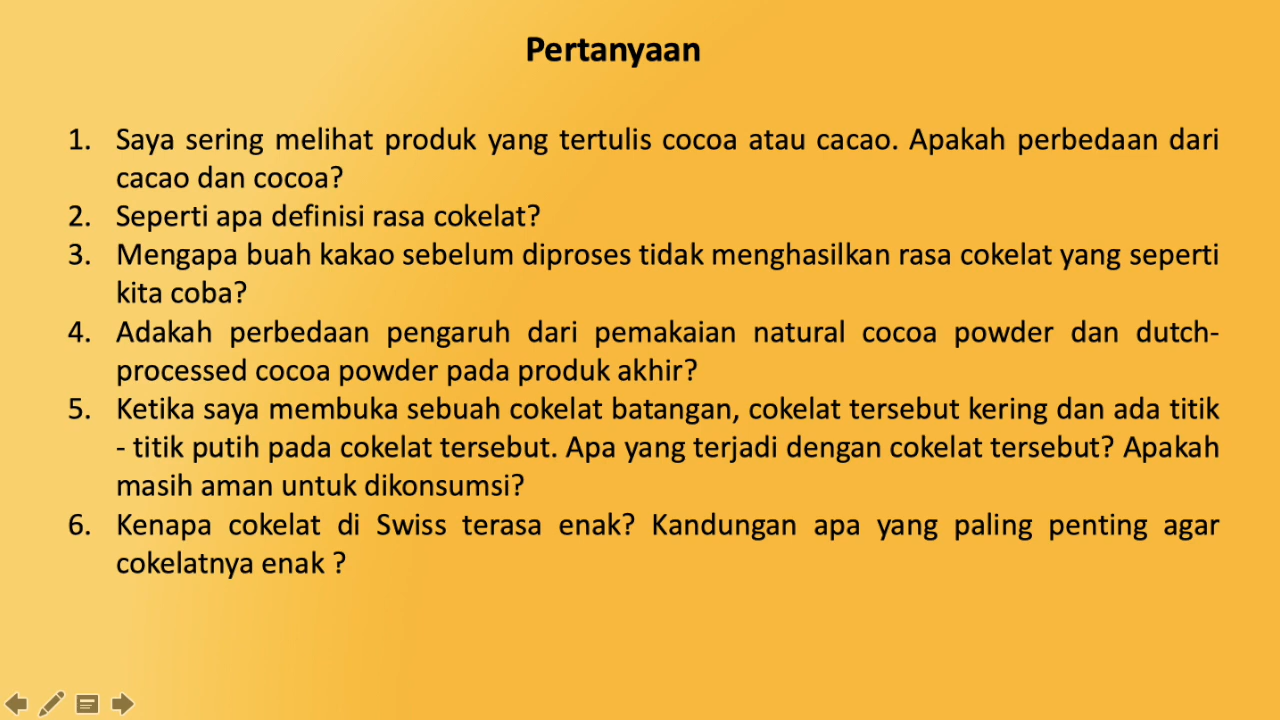 Pertanyaan
1. Saya sering melihat produk yang tertulis cocoa atau cacao. Apakah perbedaan dari
cacao dan cocoa?
2. Seperti apa definisi rasa cokelat?
3. Mengapa buah kakao sebelum diproses tidak menghasilkan rasa cokelat yang seperti
kita coba?
4. Adakah perbedaan pengaruh dari pemakaian natural cocoa powder dan dutch-
processed cocoa powder pada produk akhir?
5. Ketika saya membuka sebuah cokelat batangan, cokelat tersebut kering dan ada titik
- titik putih pada cokelat tersebut. Apa yang terjadi dengan cokelat tersebut? Apakah
masih aman untuk dikonsumsi?
6. Kenapa cokelat di Swiss terasa enak? Kandungan apa yang paling penting agar
cokelatnya enak ?